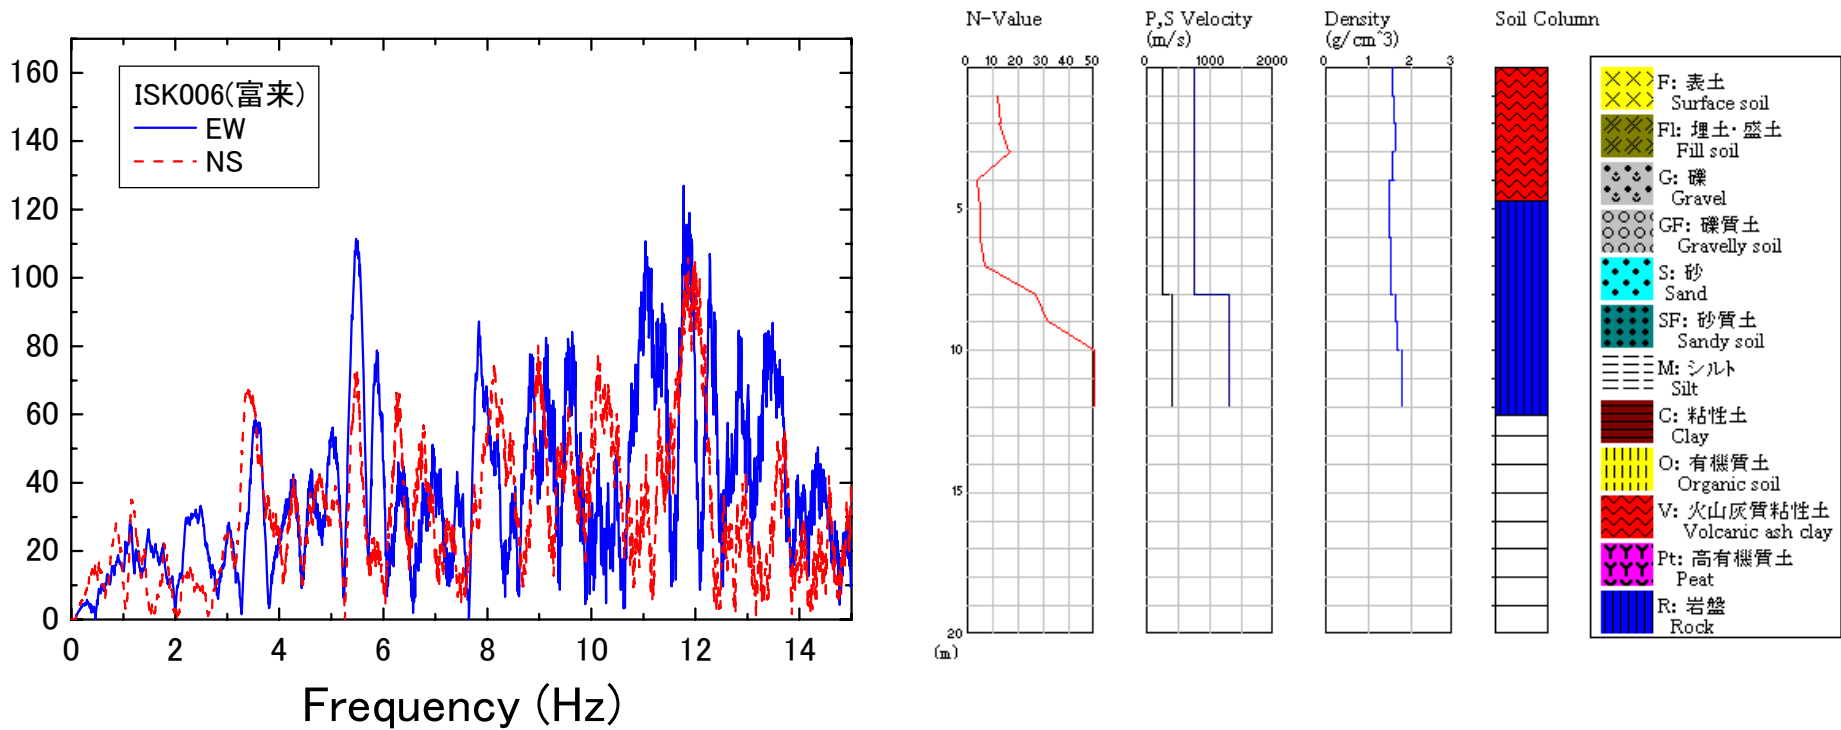 160
140
120
100
80
60
40
20
0
0 2 4 6 8 10 12 14
Frequency (Hz)
ISK006(富来)
EW
NS
N-Value
0 10 20 30 40 50
5
10
15
20
(m)
P,S Velocity
(m/s)
0 1000 2000
Density
(g/cm^3)
0 1 2 3
Soil Column
F: 表土
Surface soil
Fl: 埋土・盛土
Fill soil
G: 礫
Gravel
GF: 礫質土
Gravelly soil
S: 砂
Sand
SF: 砂質土
Sandy soil
M: シルト
Silt
C: 粘性土
Clay
O: 有機質土
Organic soil
V: 火山灰質粘性土
Volcanic ash clay
Pt: 高有機質土
Peat
R: 岩盤
Rock